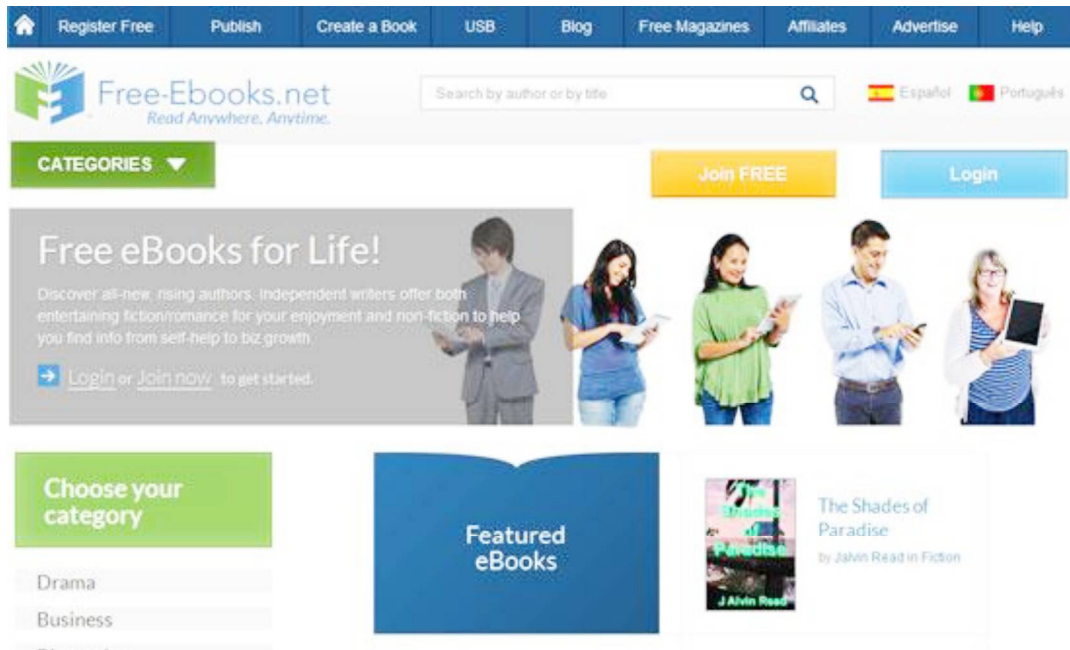 Register Free Publish Create a Book USB Blog Free Magazines Affiliates Advertise Help
Free-Ebooks.net
Read Anywhere. Anytime.
Search by author or by title
Español Português
CATEGORIES
Join FREE Login
Free eBooks for Life!
Discover all-new, rising authors. Independent writers offer both
entertaining fiction/romance for your enjoyment and non-fiction to help
you find info from self-help to biz growth.
Login or Join now to get started.
Choose your
category
Drama
Business
Featured
eBooks
The
Shades
of
Paradise
J Alvin Read
The Shades of
Paradise
by Jalvin Read in Fiction